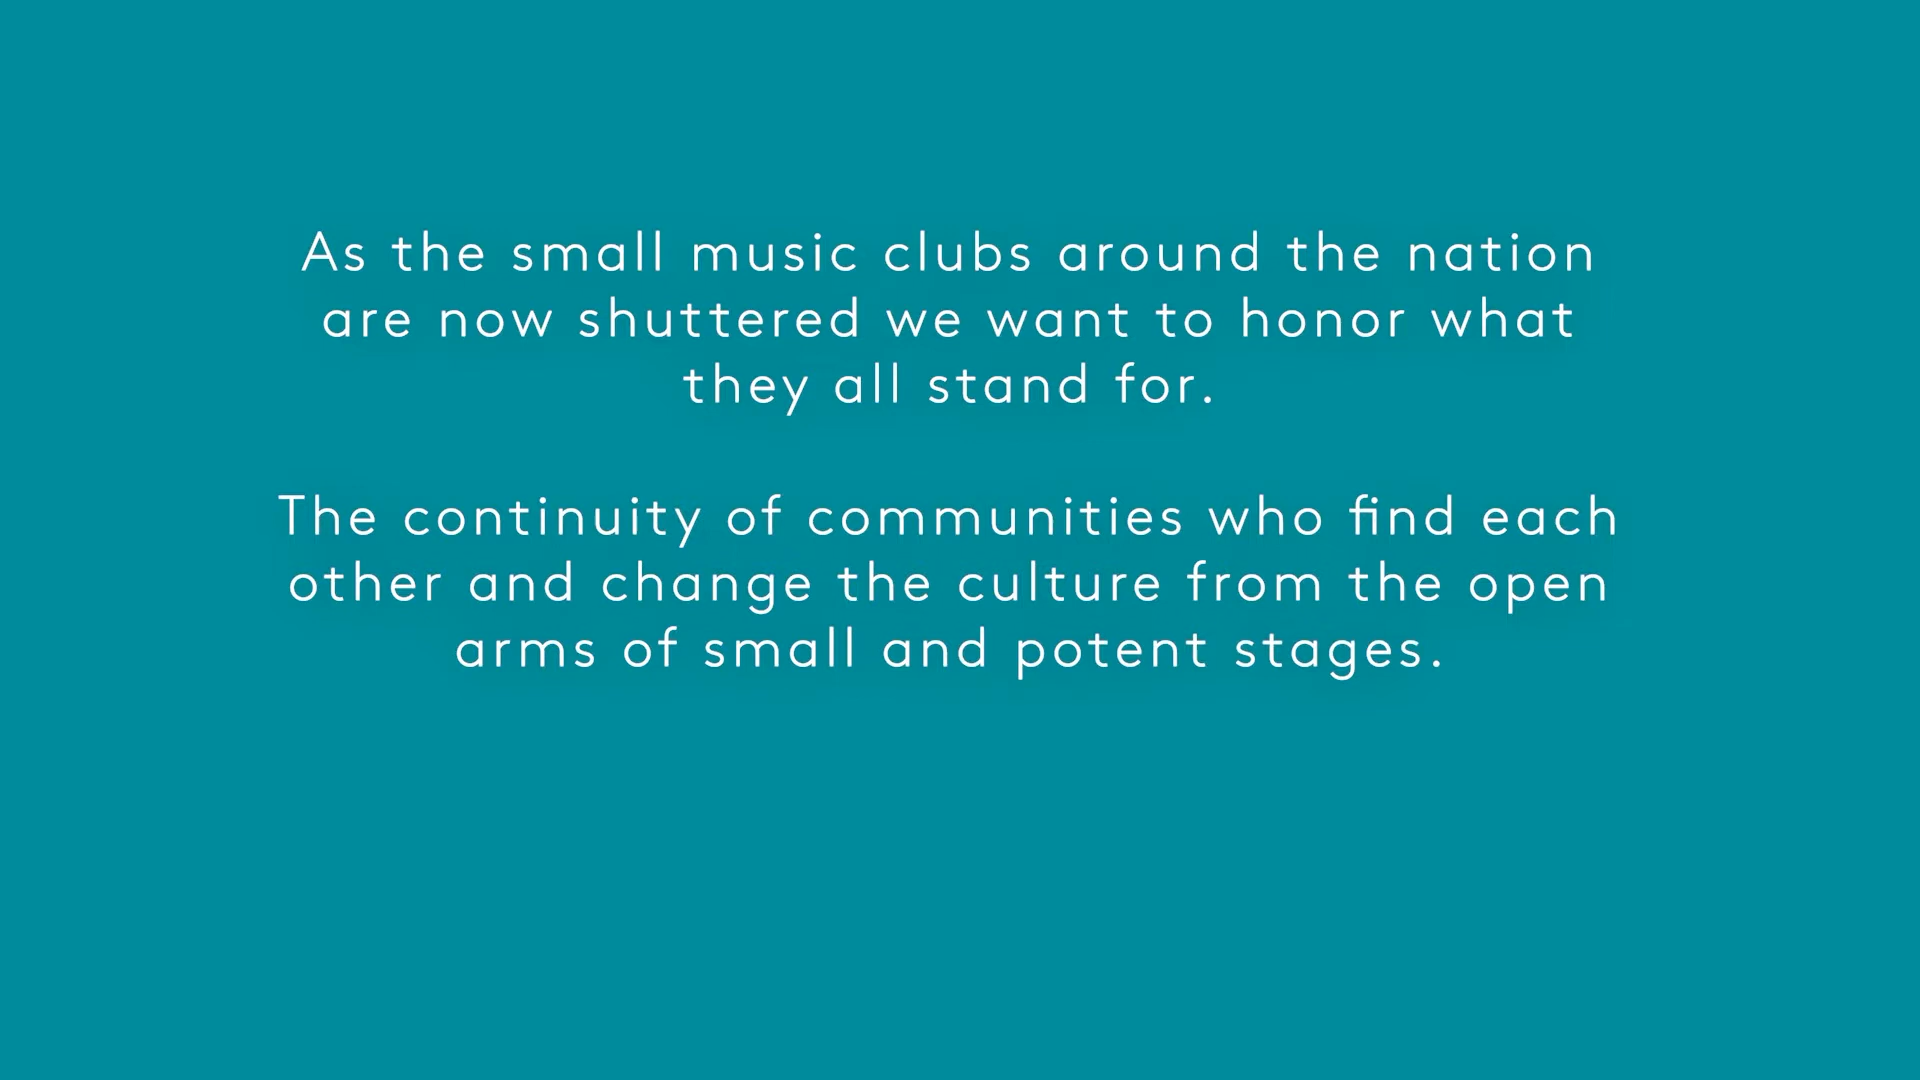 As the small music clubs around the nation
are now shuttered we want to honor what
they all stand for.
The continuity of communities who find each
other and change the culture from the open
arms of small and potent stages.